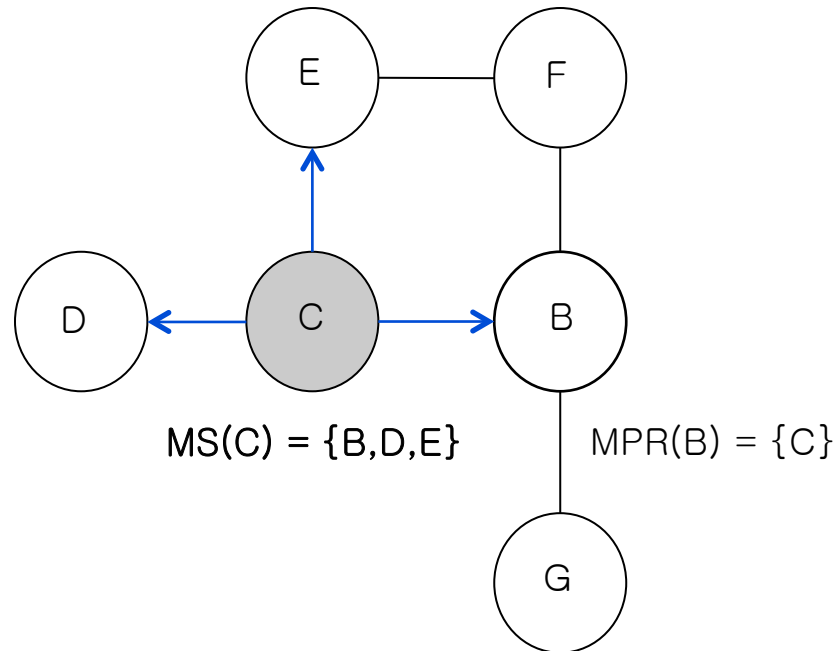 E
F
D
C
B
MS(C) = {B,D,E}
MPR(B) = {C}
G